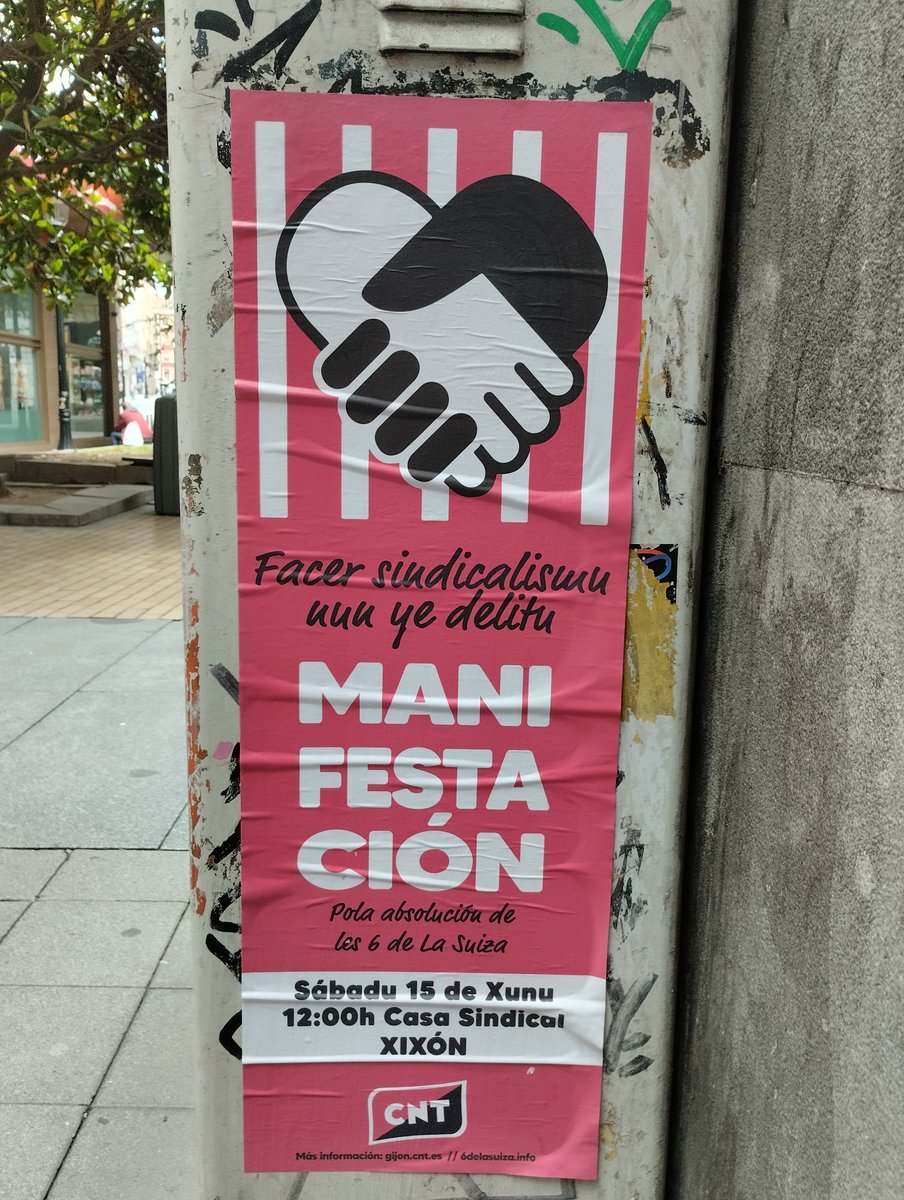 Facer sindicalismu
nun ye delitu
MANI
FESTA
CIÓN
Pola absolución de
les 6 de La Suiza
Sábadu 15 de Xunu
12:00h Casa Sindical
XIXÓN
CNT
Más información: gijon.cnt.es // 6delasuiza.info